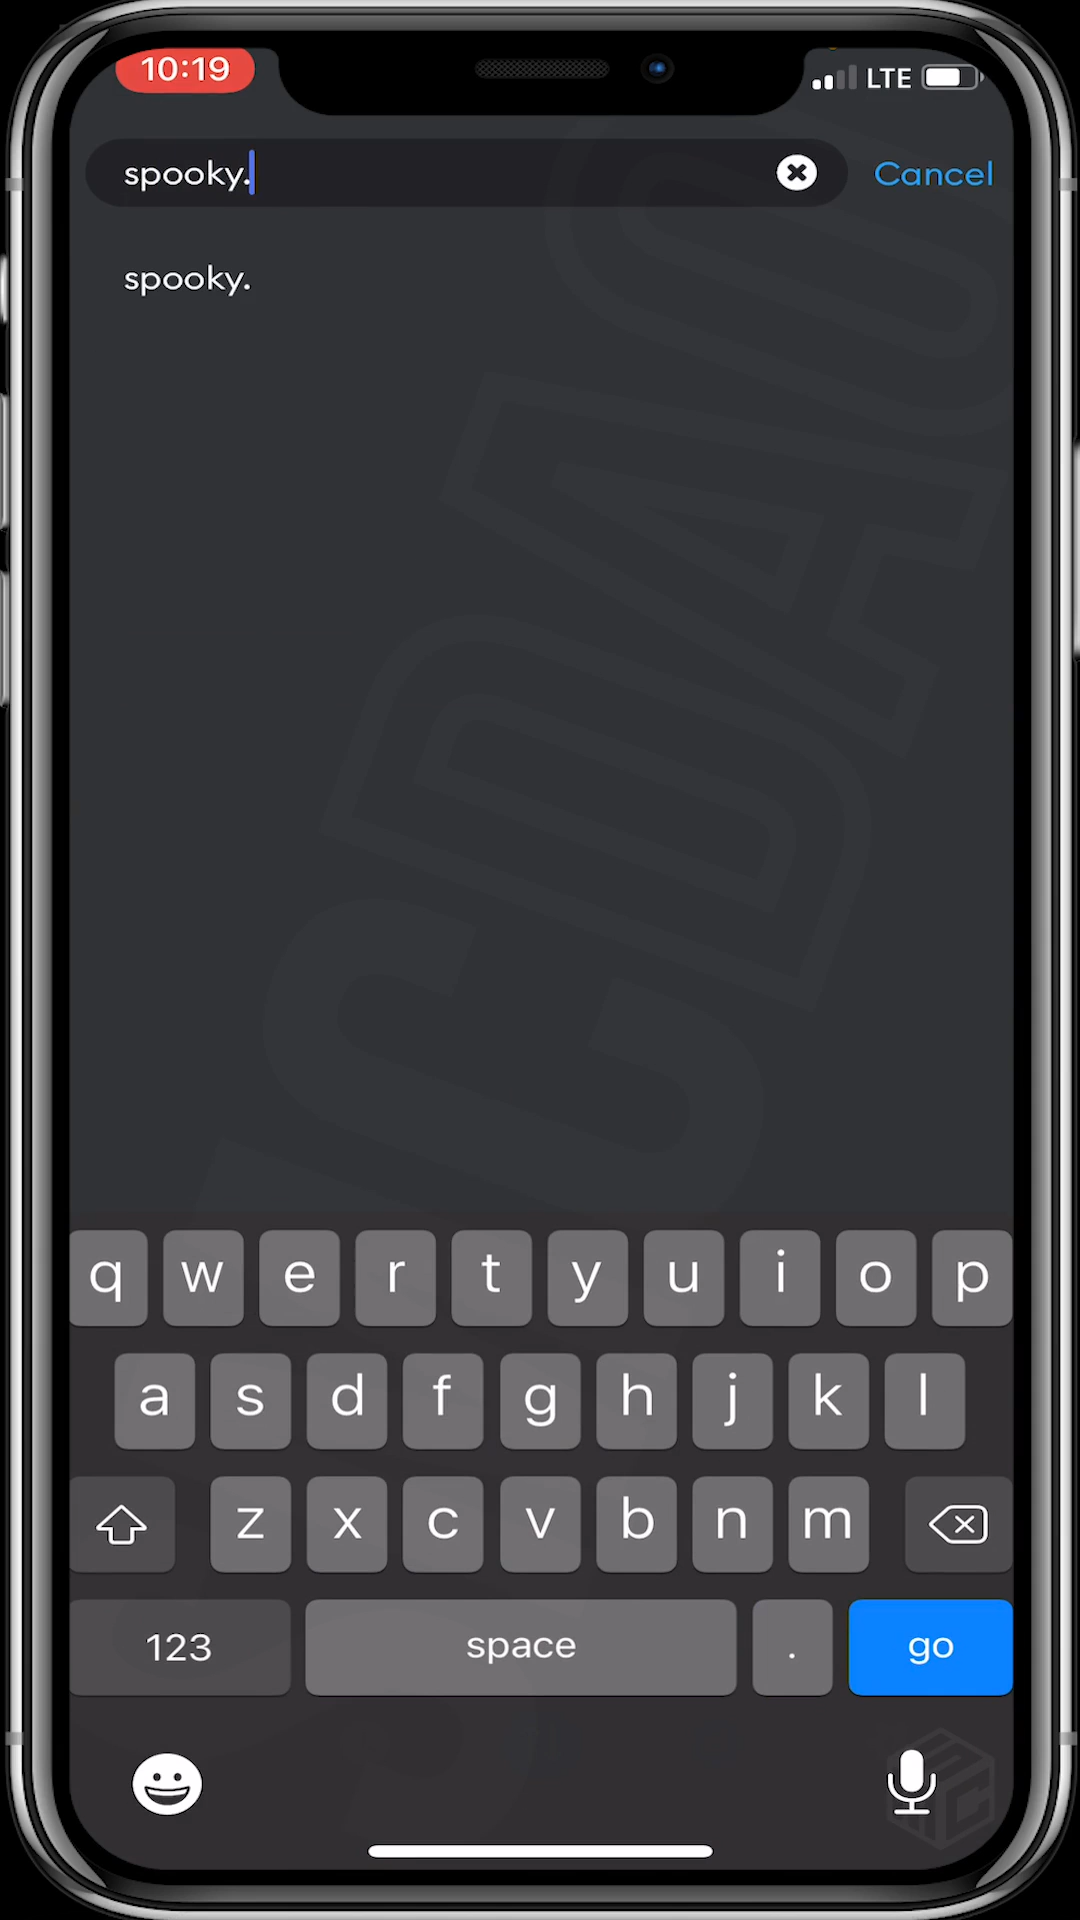 10:19
LTE
spooky.
Cancel
spooky.
q w e r t y u i o p
a s d f g h j k l
z x c v b n m
123 space . go